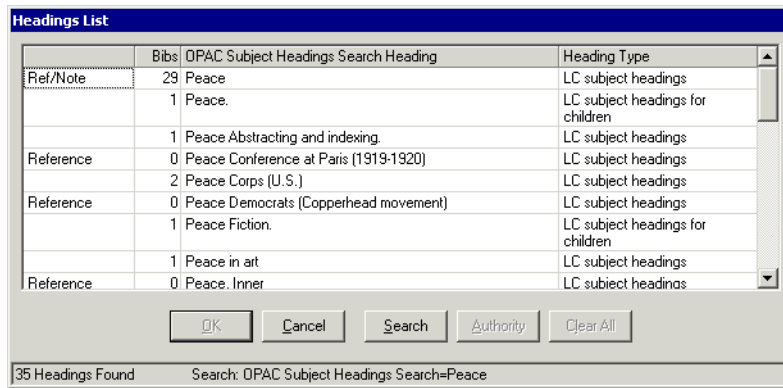 Headings List
Bibs OPAC Subject Headings Search Heading Heading Type
Ref/Note 29 Peace LC subject headings
1 Peace. LC subject headings for
children
1 Peace Abstracting and indexing. LC subject headings
Reference 0 Peace Conference at Paris (1919-1920) LC subject headings
2 Peace Corps (U.S.) LC subject headings
Reference 0 Peace Democrats (Copperhead movement) LC subject headings
1 Peace Fiction. LC subject headings for
children
1 Peace in art LC subject headings
Reference 0 Peace, Inner LC subject headings
OK Cancel Search Authority Clear All
35 Headings Found Search: OPAC Subject Headings Search=Peace